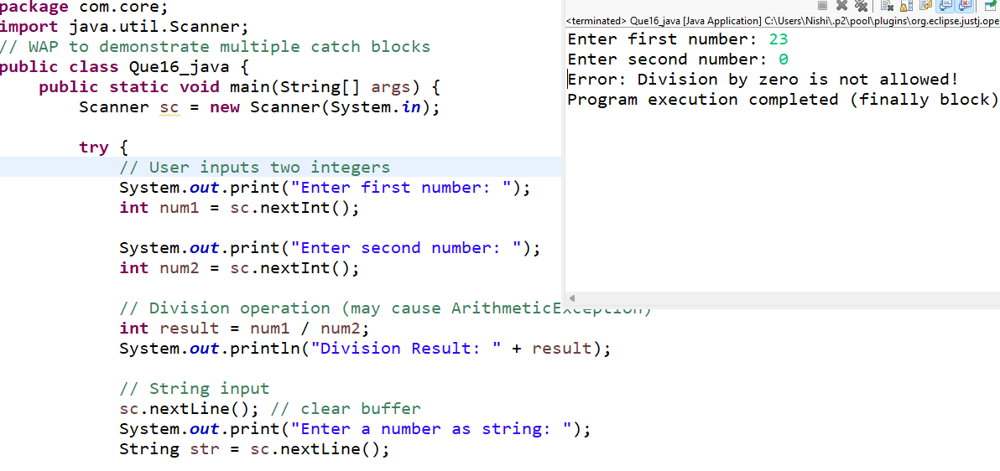 package com.core;
import java.util.Scanner;
// WAP to demonstrate multiple catch blocks
public class Que16_java {
public static void main(String[] args) {
Scanner sc = new Scanner(System.in);
try {
// User inputs two integers
System.out.print("Enter first number: ");
int num1 = sc.nextInt();
System.out.print("Enter second number: ");
int num2 = sc.nextInt();
// Division operation (may cause ArithmeticException)
int result = num1 / num2;
System.out.println("Division Result: " + result);
// String input
sc.nextLine(); // clear buffer
System.out.print("Enter a number as string: ");
String str = sc.nextLine();
<terminated> Que16_java [Java Application] C:\Users\Nishi\.p2\pool\plugins\org.eclipse.justj.ope
Enter first number: 23
Enter second number: 0
Error: Division by zero is not allowed!
Program execution completed (finally block)